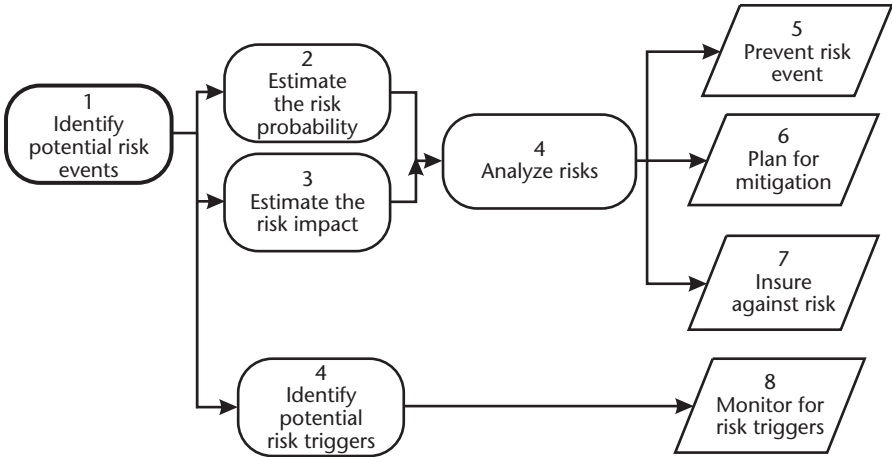 1
Identify
potential risk
events
2
Estimate
the risk
probability
3
Estimate the
risk impact
4
Analyze risks
5
Prevent risk
event
6
Plan for
mitigation
7
Insure
against risk
4
Identify
potential
risk triggers
8
Monitor for
risk triggers